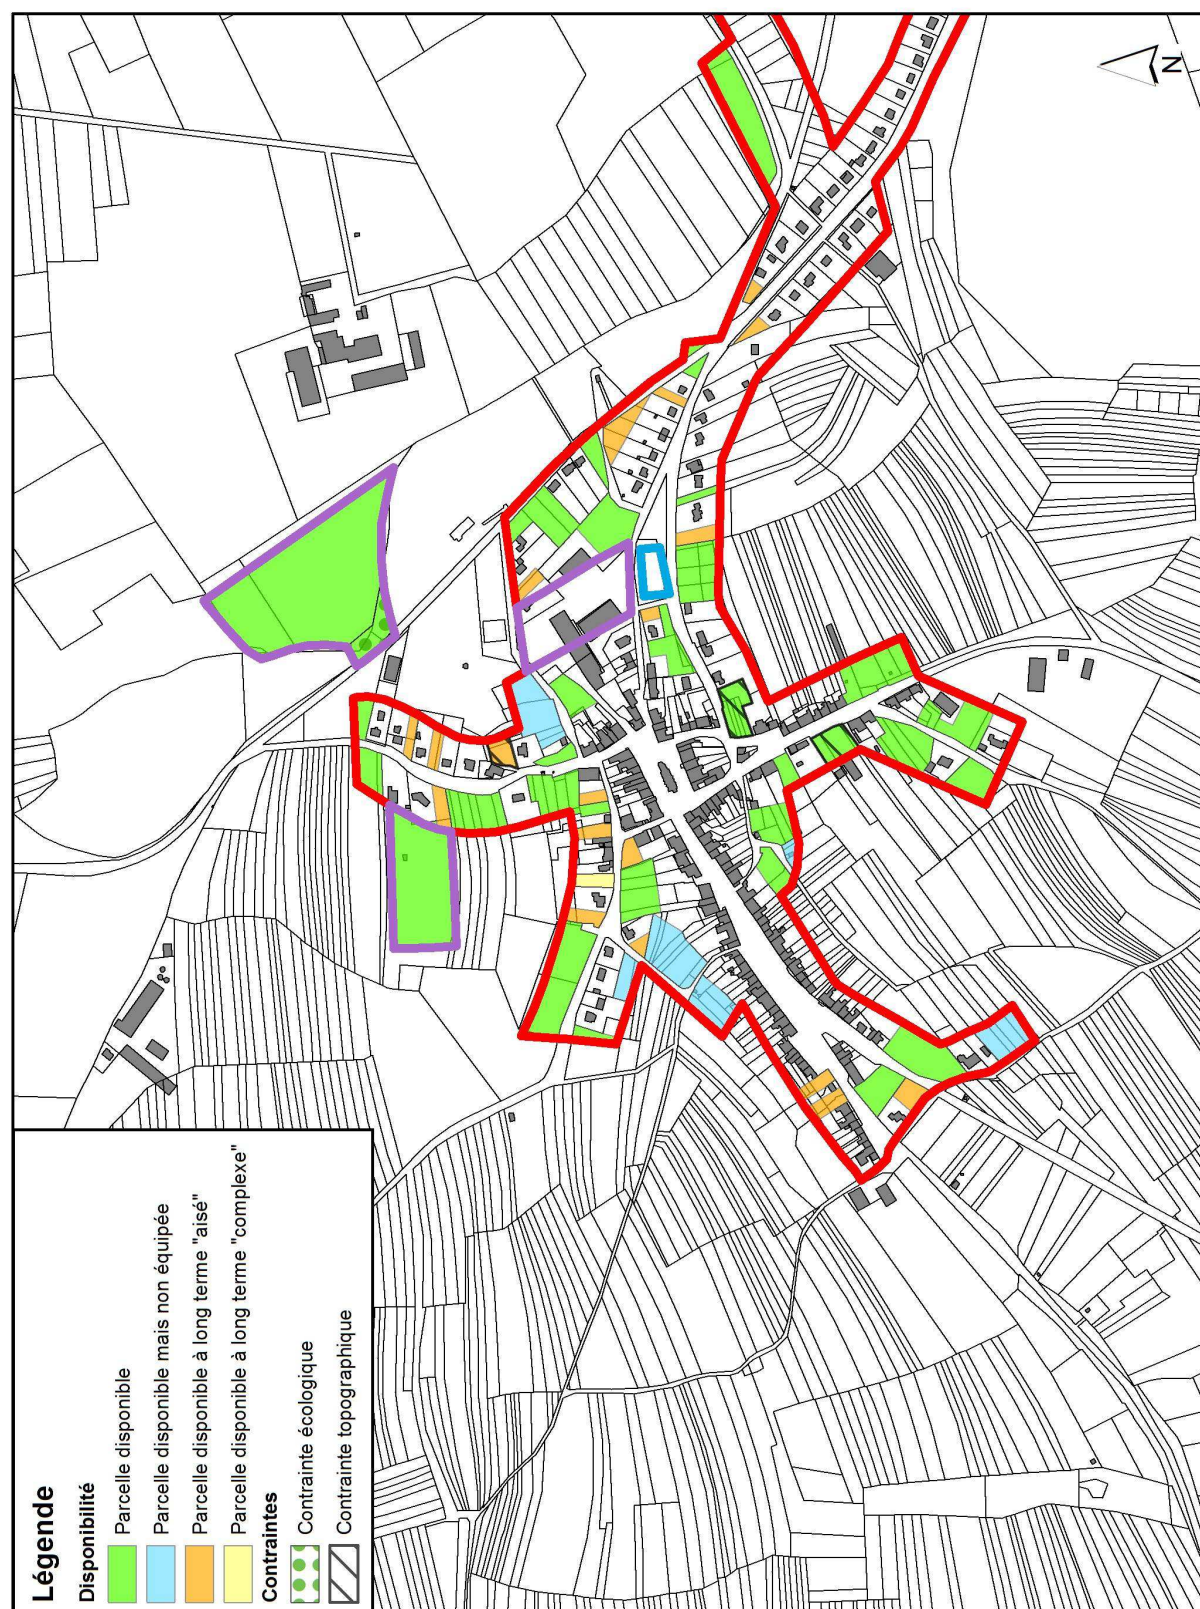 Légende
Disponibilité
Parcelle disponible
Parcelle disponible mais non équipée
Parcelle disponible à long terme "aisé"
Parcelle disponible à long terme "complexe"
Contraintes
Contrainte écologique
Contrainte topographique
N